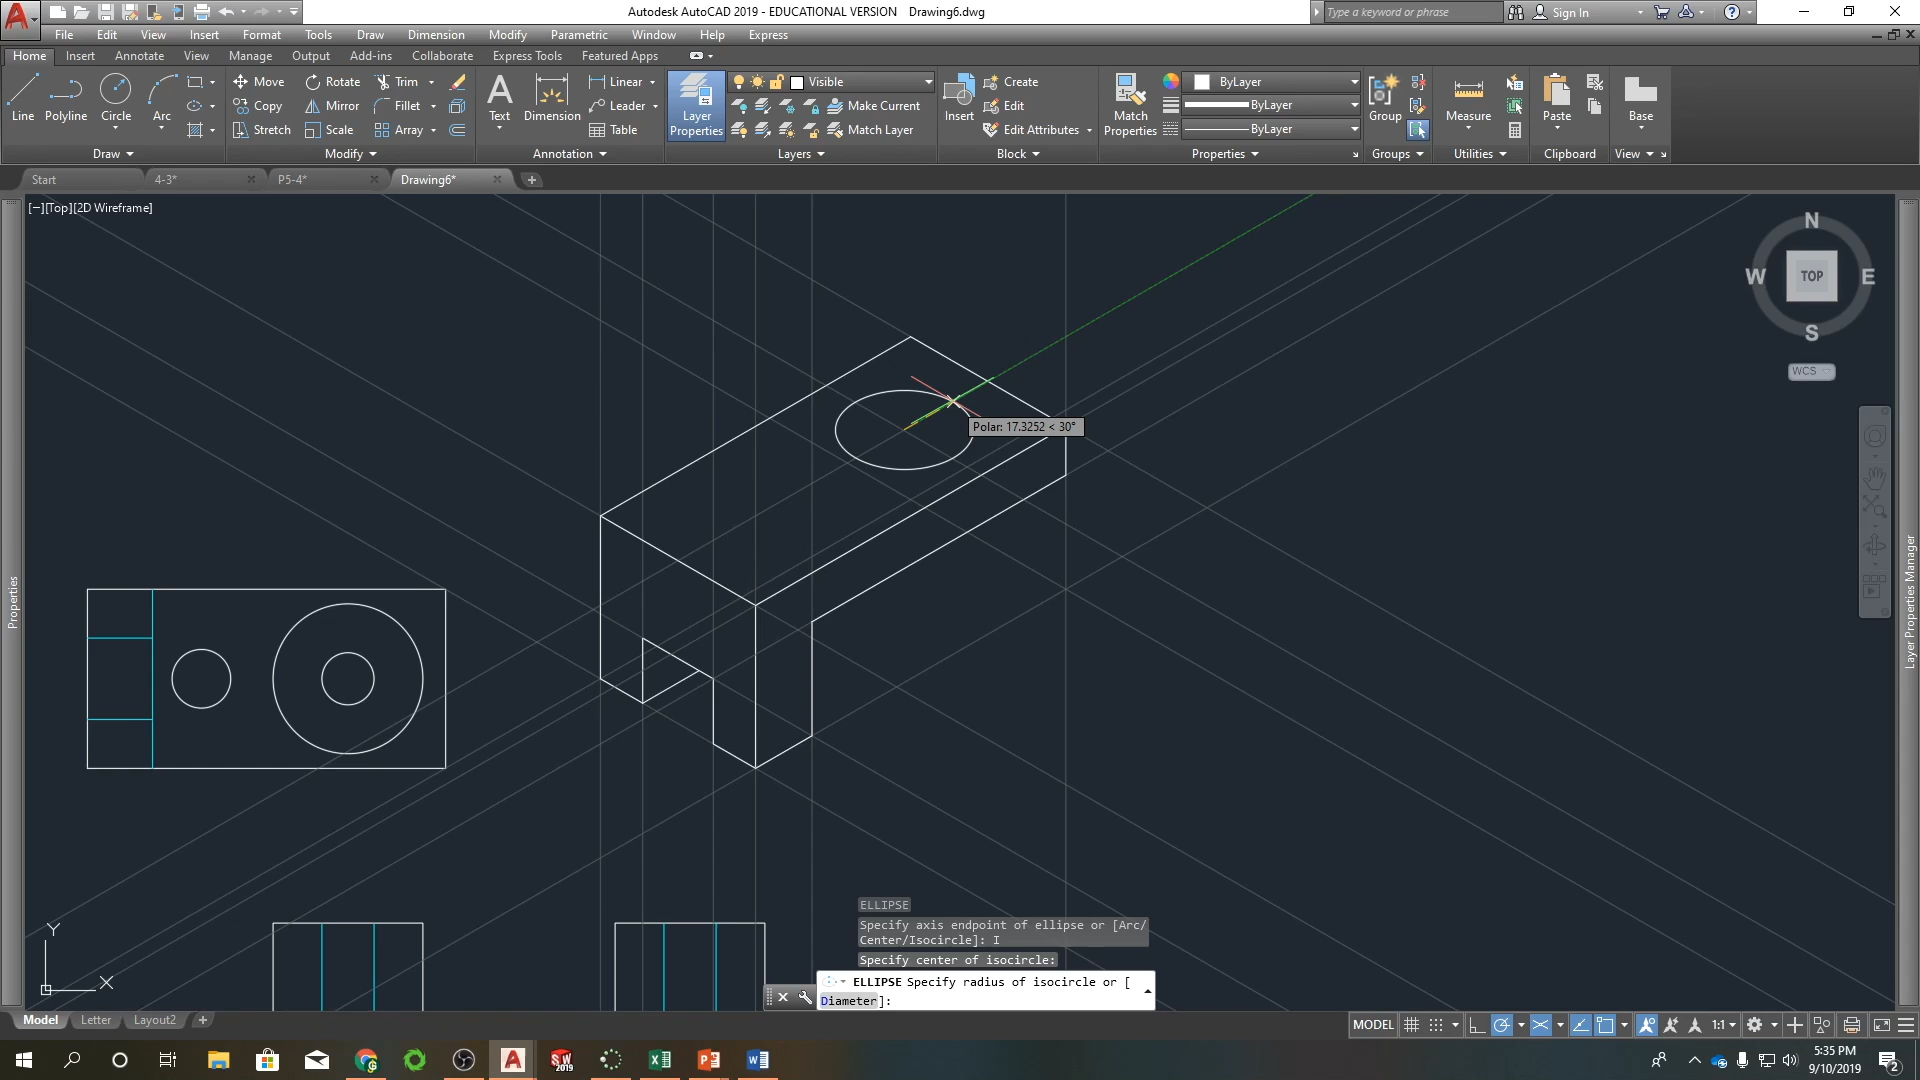 Autodesk AutoCAD 2019 - EDUCATIONAL VERSION Drawing6.dwg
Type a keyword or phrase
Sign In
File Edit View Insert Format Tools Draw Dimension Modify Parametric Window Help Express
Home Insert Annotate View Manage Output Add-ins Collaborate Express Tools Featured Apps
Line Polyline Circle Arc
Move Rotate Trim
Copy Mirror Fillet
Stretch Scale Array
Text Dimension
Linear
Leader
Table
Layer Properties
Visible
Make Current
Match Layer
Insert
Create
Edit
Edit Attributes
Match Properties
ByLayer
ByLayer
ByLayer
Group
Measure
Paste
Base
Draw Modify Annotation Layers Block Properties Groups Utilities Clipboard View
Start 4-3* P5-4* Drawing6*
[−][Top][2D Wireframe]
N
W TOP E
S
WCS
Polar: 17.3252 < 30°
Properties
Layer Properties Manager
Y
X
ELLIPSE
Specify axis endpoint of ellipse or [Arc/
Center/Isocircle]: I
Specify center of isocircle:
ELLIPSE Specify radius of isocircle or [
Diameter]:
Model Letter Layout2
MODEL 1:1
SW 2019
5:35 PM
9/10/2019
2